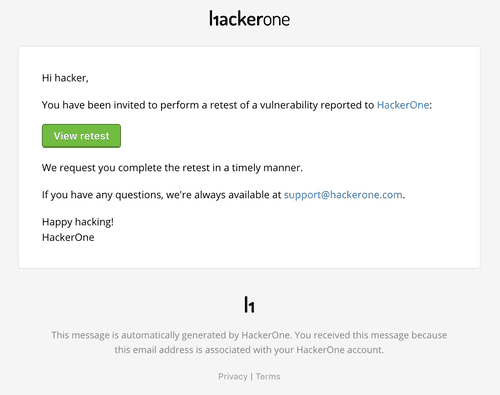 hackerone
Hi hacker,
You have been invited to perform a retest of a vulnerability reported to HackerOne:
View retest
We request you complete the retest in a timely manner.
If you have any questions, we're always available at support@hackerone.com.
Happy hacking!
HackerOne
h1
This message is automatically generated by HackerOne. You received this message because
this email address is associated with your HackerOne account.
Privacy | Terms